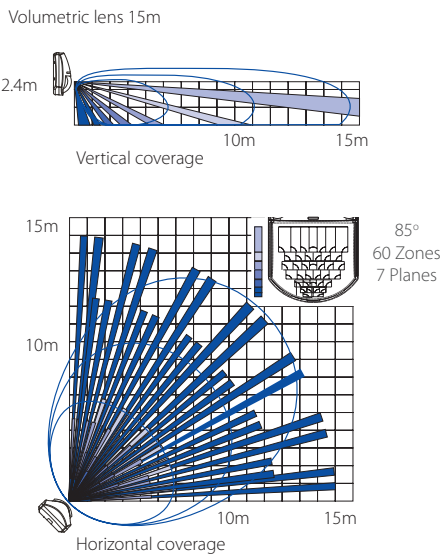 Volumetric lens 15m
2.4m
10m
15m
Vertical coverage
15m
85º
60 Zones
7 Planes
10m
10m
15m
Horizontal coverage